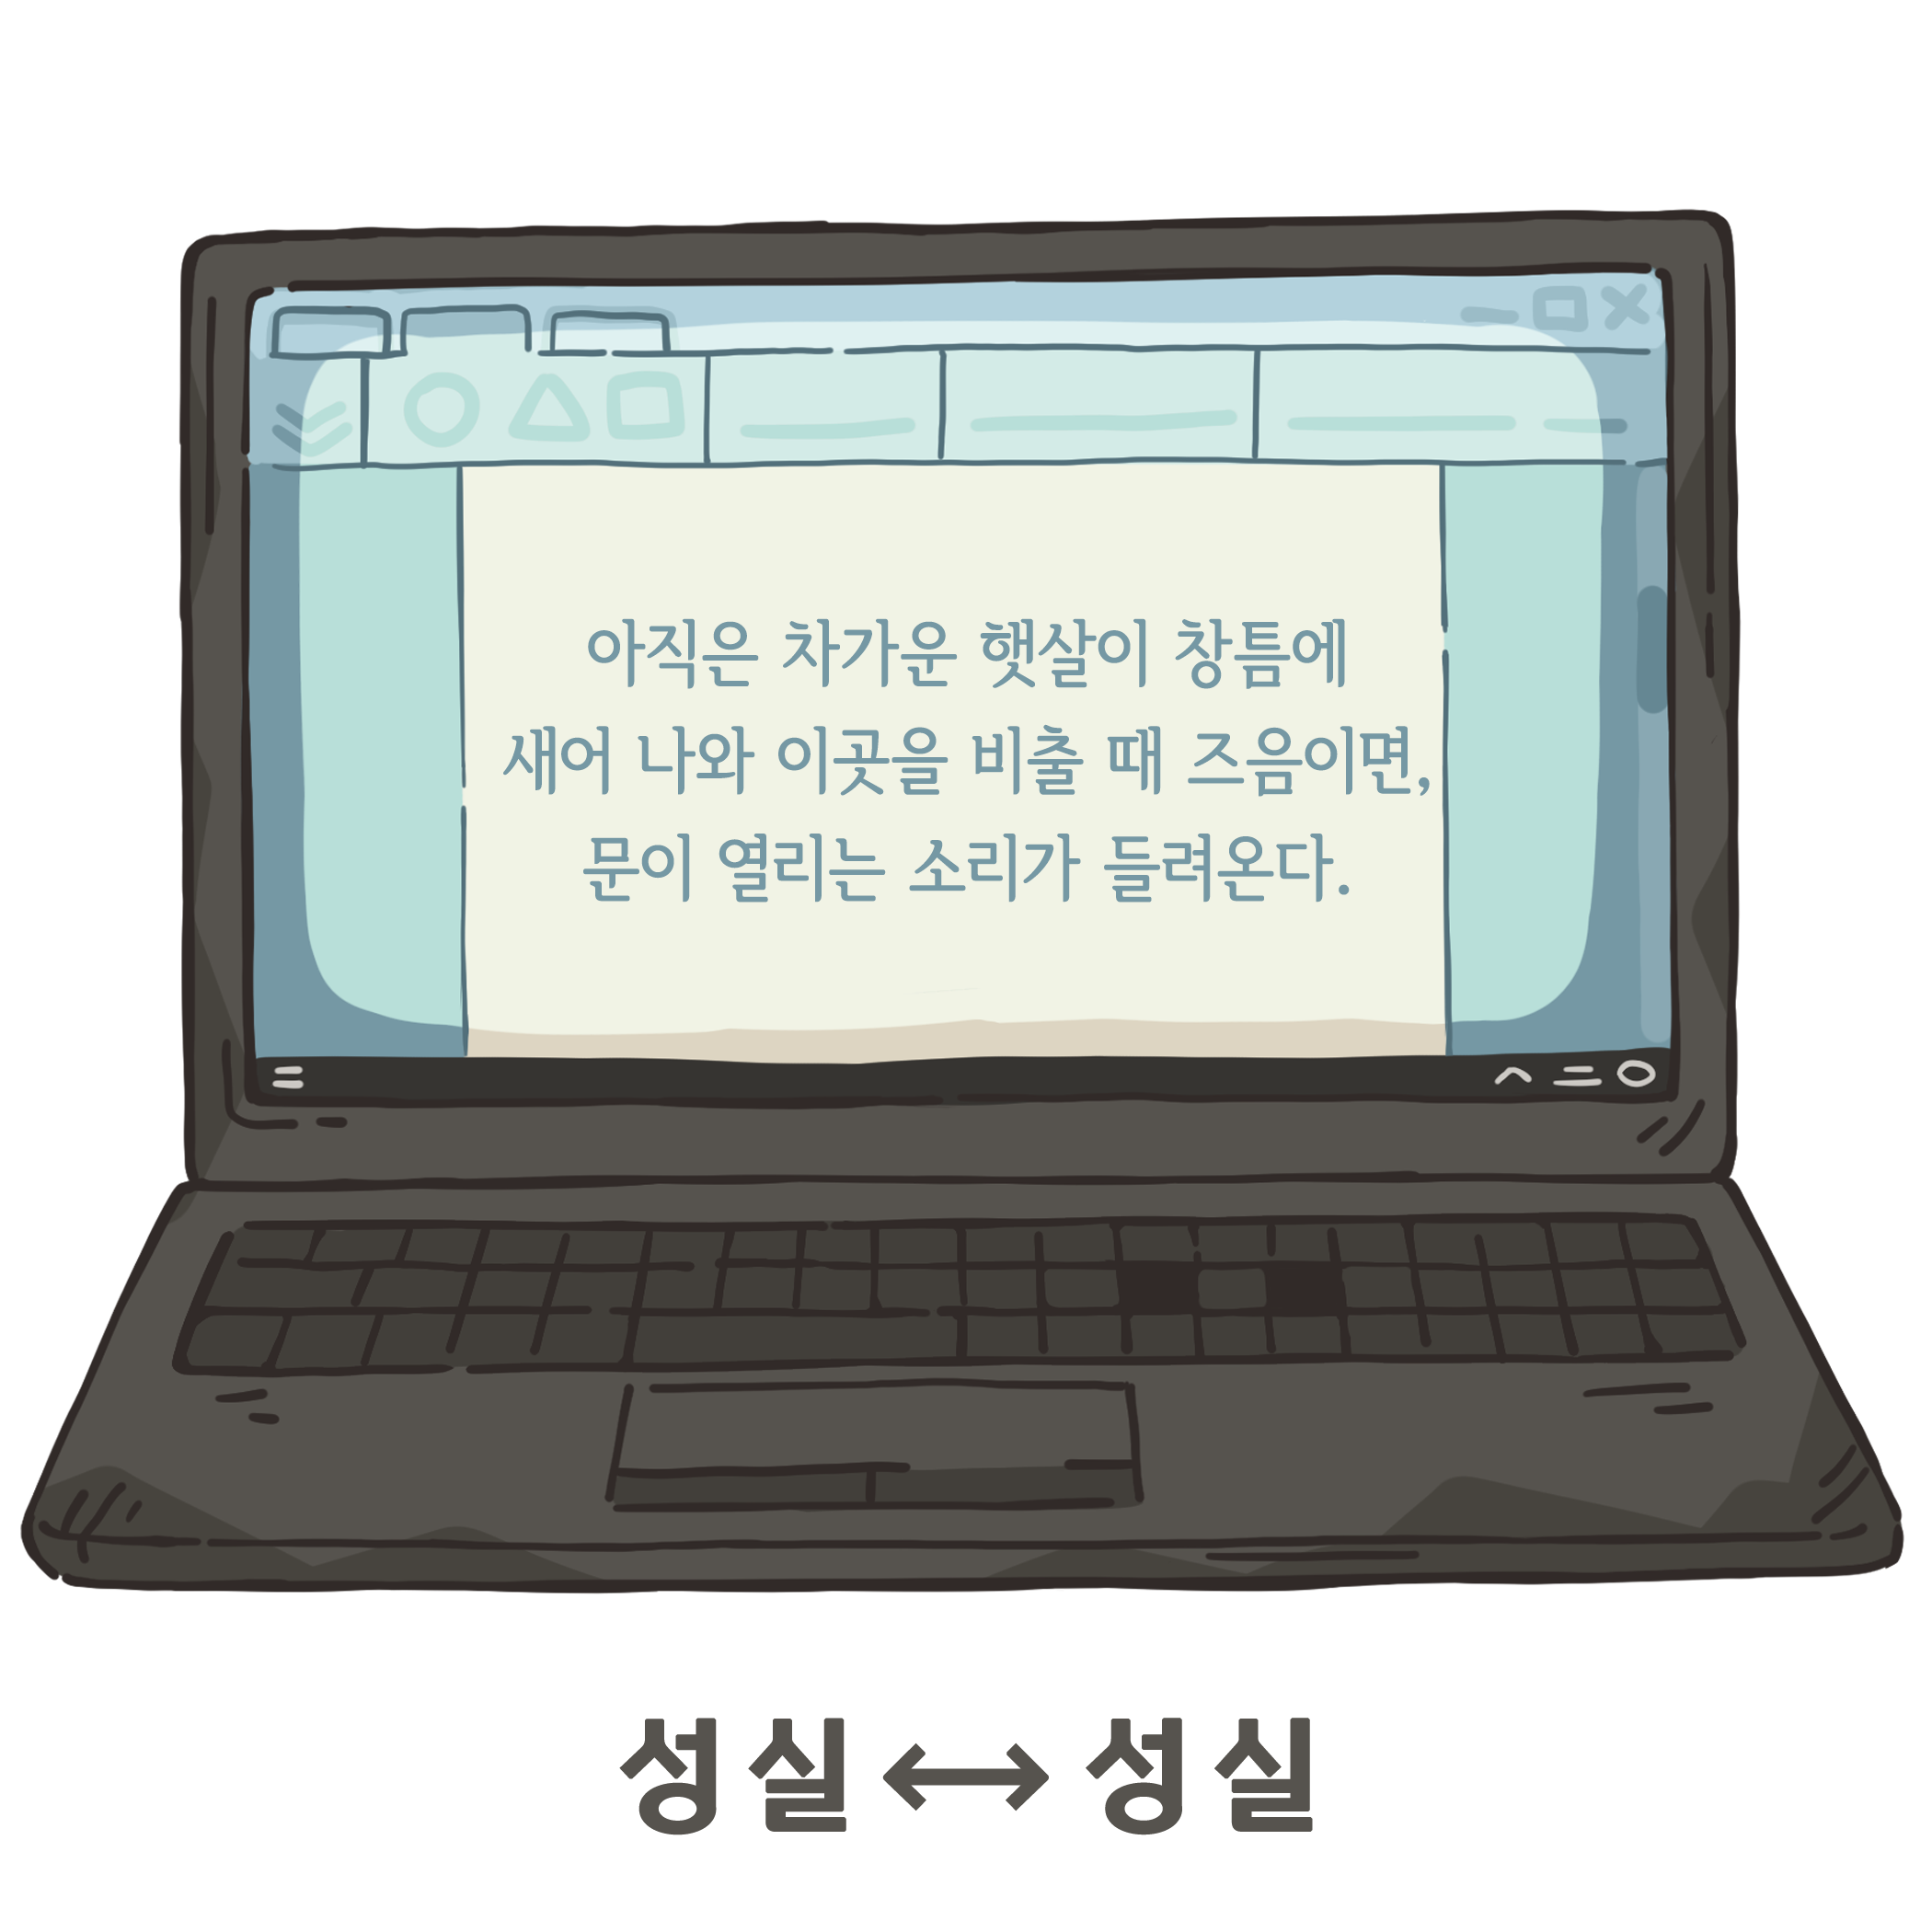 아직은 차가운 햇살이 창틈에
새어 나와 이곳을 비출 때 즈음이면,
문이 열리는 소리가 들려온다.
성실↔성실